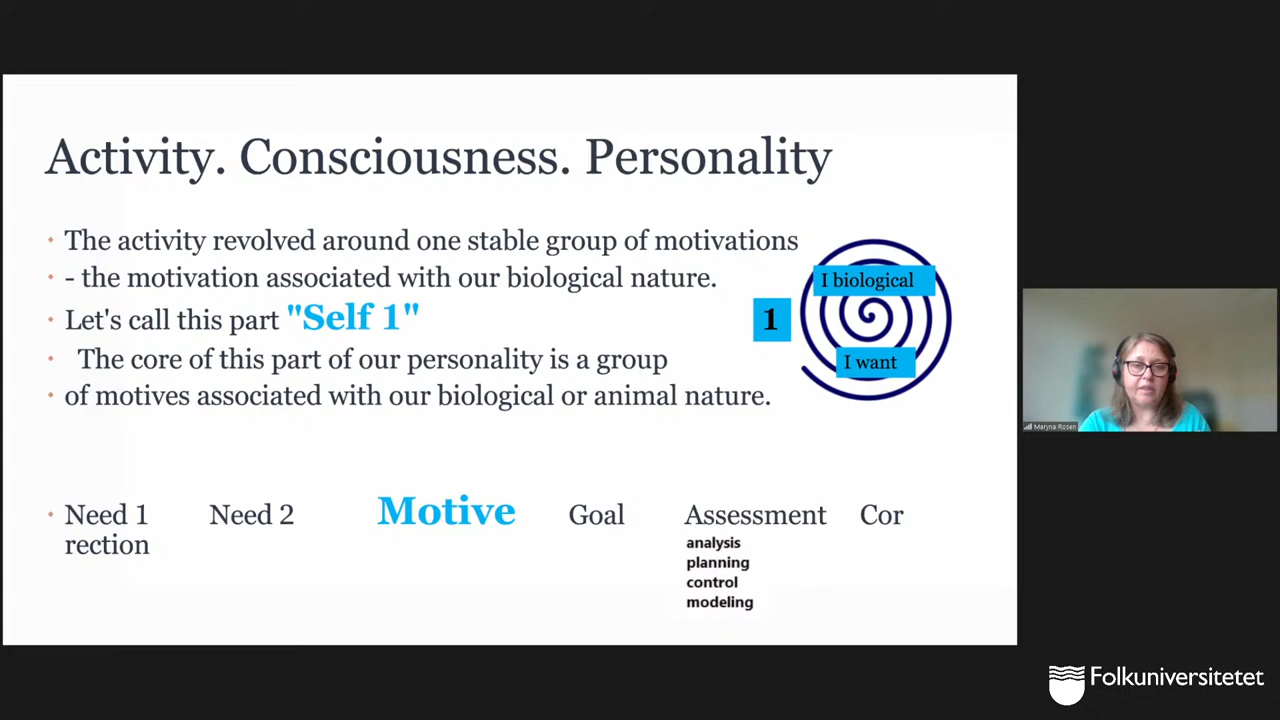 Activity. Consciousness. Personality
The activity revolved around one stable group of motivations
- the motivation associated with our biological nature.
Let's call this part "Self 1"
The core of this part of our personality is a group
of motives associated with our biological or animal nature.
I biological
1
I want
Need 1 Need 2 Motive Goal Assessment Cor
rection
analysis
planning
control
modeling
Maryna Rosen
Folkuniversitetet